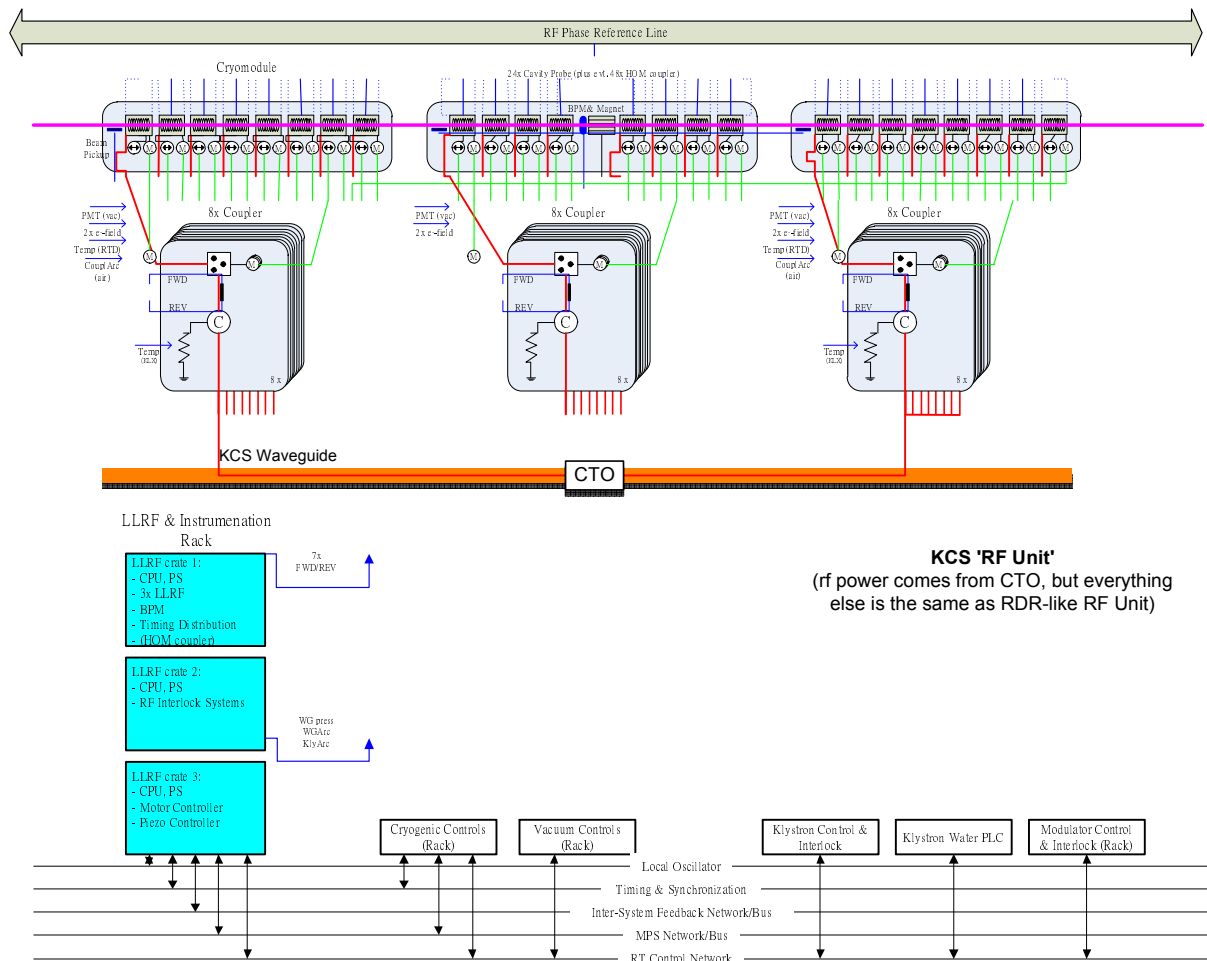 RF Phase Reference Line
Cryomodule
24x Cavity Probe (plus evt. 48x HOM coupler)
BPM& Magnet
Beam
Pickup
M M M M M M M M
M M M M M M M M
M M M M M M M M
PMT (vac)
2x e--field
Temp (RTD)
Coup/Arc
(air)
8x Coupler
M
M
FWD
REV
C
Temp
8 x
PMT (vac)
2x e--field
8x Coupler
M
M
FWD
REV
C
8 x
PMT (vac)
2x e--field
Temp (RTD)
Coup/Arc
(air)
8x Coupler
M
M
FWD
REV
C
Temp
8 x
KCS Waveguide
CTO
LLRF & Instrumenation
Rack
LLRF crate 1:
- CPU, PS
- 3x LLRF
- BPM
- Timing Distribution
- (HOM coupler)
7x
FWD/REV
KCS 'RF Unit'
(rf power comes from CTO, but everything
else is the same as RDR-like RF Unit)
LLRF crate 2:
- CPU, PS
- RF Interlock Systems
WG press
WGArc
KlyArc
LLRF crate 3:
- CPU, PS
- Motor Controller
- Piezo Controller
Cryogenic Controls
(Rack)
Vacuum Controls
(Rack)
Klystron Control &
Interlock
Klystron Water PLC
Modulator Control
& Interlock (Rack)
Local Oscillator
Timing & Synchronization
Inter-System Feedback Network/Bus
MPS Network/Bus
RT Control Network